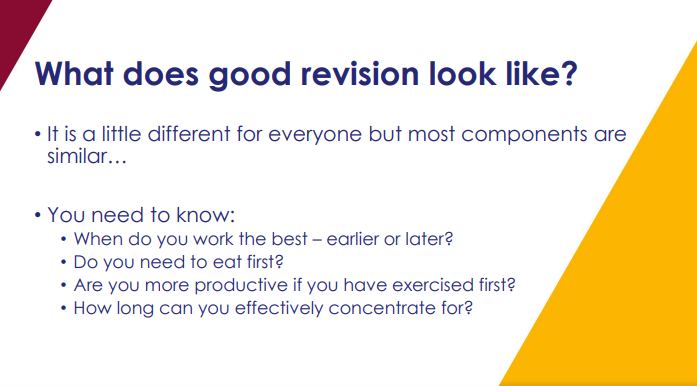 What does good revision look like?
• It is a little different for everyone but most components are
similar…
• You need to know:
• When do you work the best – earlier or later?
• Do you need to eat first?
• Are you more productive if you have exercised first?
• How long can you effectively concentrate for?